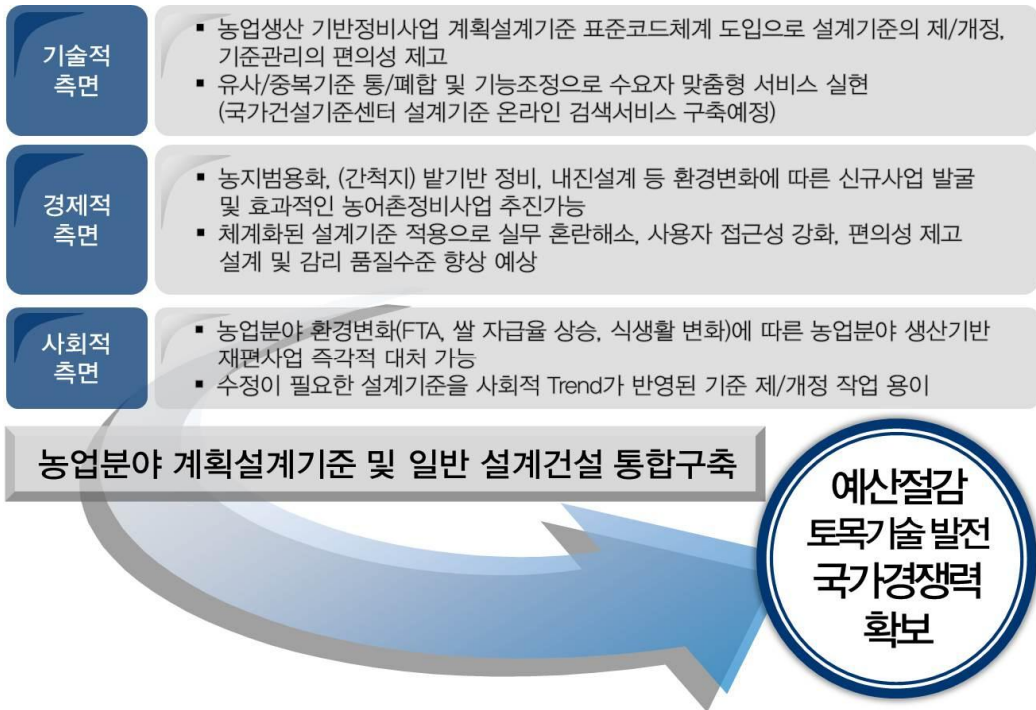 기술적
측면
▪ 농업생산 기반정비사업 계획설계기준 표준코드체계 도입으로 설계기준의 제/개정,
기준관리의 편의성 제고
▪ 유사/중복기준 통/폐합 및 기능조정으로 수요자 맞춤형 서비스 실현
(국가건설기준센터 설계기준 온라인 검색서비스 구축예정)
경제적
측면
▪ 농지범용화, (간척지) 밭기반 정비, 내진설계 등 환경변화에 따른 신규사업 발굴
및 효과적인 농어촌정비사업 추진가능
▪ 체계화된 설계기준 적용으로 실무 혼란해소, 사용자 접근성 강화, 편의성 제고
설계 및 감리 품질수준 향상 예상
사회적
측면
▪ 농업분야 환경변화(FTA, 쌀 자급율 상승, 식생활 변화)에 따른 농업분야 생산기반
재편사업 즉각적 대처 가능
▪ 수정이 필요한 설계기준을 사회적 Trend가 반영된 기준 제/개정 작업 용이
농업분야 계획설계기준 및 일반 설계건설 통합구축
예산절감
토목기술 발전
국가경쟁력
확보